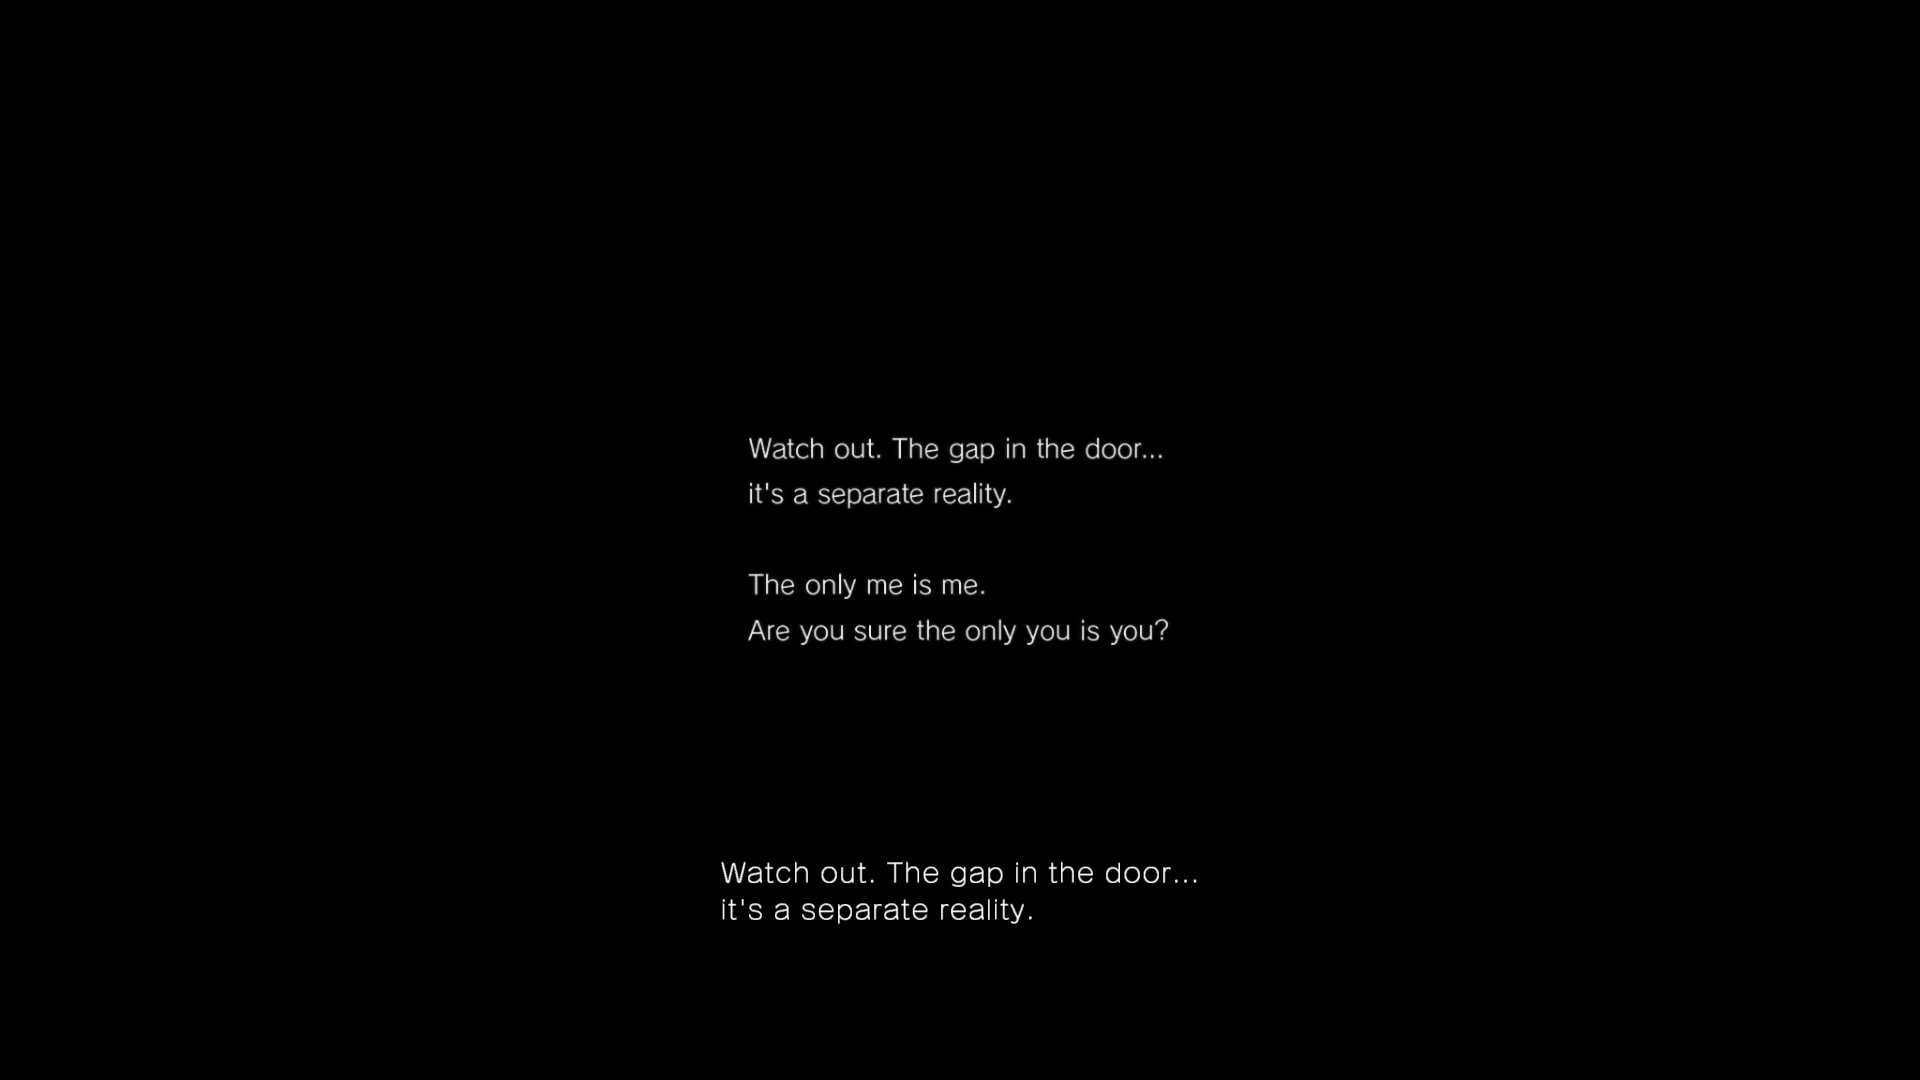 Watch out. The gap in the door...
it's a separate reality.
The only me is me.
Are you sure the only you is you?
Watch out. The gap in the door...
it's a separate reality.